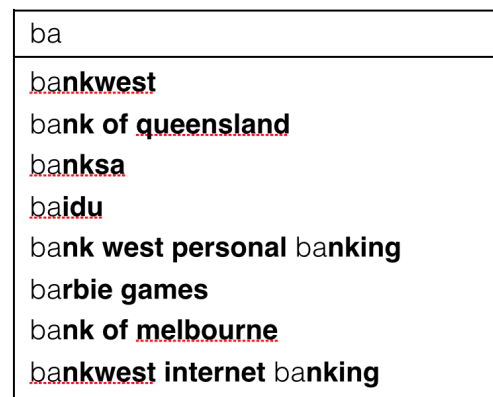 ba
bankwest
bank of queensland
banksa
baidu
bank west personal banking
barbie games
bank of melbourne
bankwest internet banking